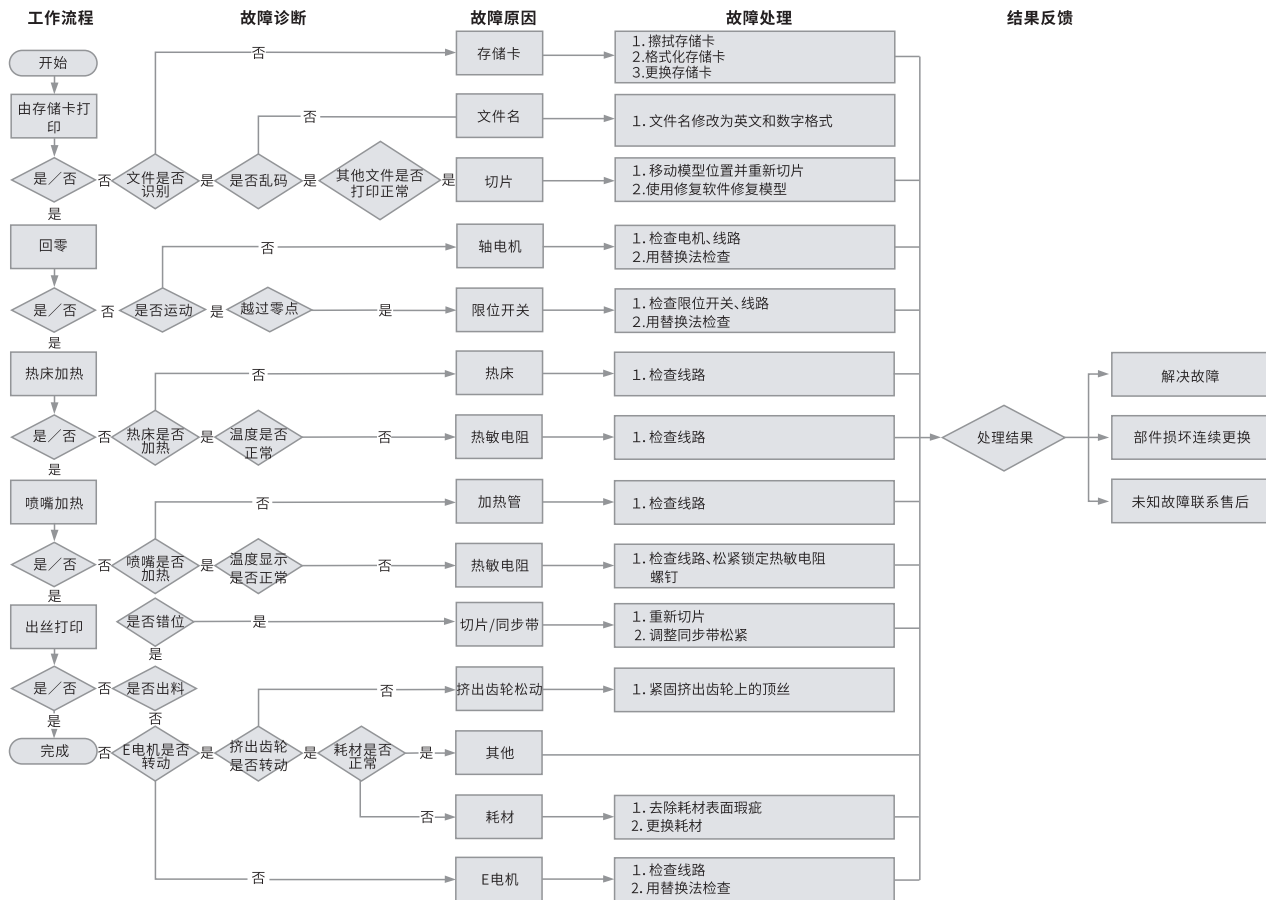 工作流程
故障诊断
故障原因
故障处理
结果反馈
开始
否
存储卡
1. 擦拭存储卡
2.格式化存储卡
3.更换存储卡
由存储卡打
印
否
文件名
1. 文件名修改为英文和数字格式
是／否
否
文件是否
识别
是
是否乱码
是
其他文件是否
打印正常
是
切片
1. 移动模型位置并重新切片
2.使用修复软件修复模型
是
回零
否
轴电机
1. 检查电机、线路
2.用替换法检查
是／否
否
是否运动
是
越过零点
是
限位开关
1. 检查限位开关、线路
2.用替换法检查
是
热床加热
否
热床
1. 检查线路
解决故障
是／否
否
热床是否
加热
是
温度是否
正常
否
热敏电阻
1. 检查线路
处理结果
部件损坏连续更换
是
喷嘴加热
否
加热管
1. 检查线路
未知故障联系售后
是／否
否
喷嘴是否
加热
是
温度显示
是否正常
否
热敏电阻
1. 检查线路、松紧锁定热敏电阻
螺钉
是
出丝打印
是否错位
是
切片/同步带
1. 重新切片
2. 调整同步带松紧
是
是／否
否
是否出料
否
挤出齿轮松动
1. 紧固挤出齿轮上的顶丝
是
否
完成
否
E电机是否
转动
是
挤出齿轮
是否转动
是
耗材是否
正常
是
其他
否
耗材
1. 去除耗材表面瑕疵
2. 更换耗材
否
E电机
1. 检查线路
2. 用替换法检查